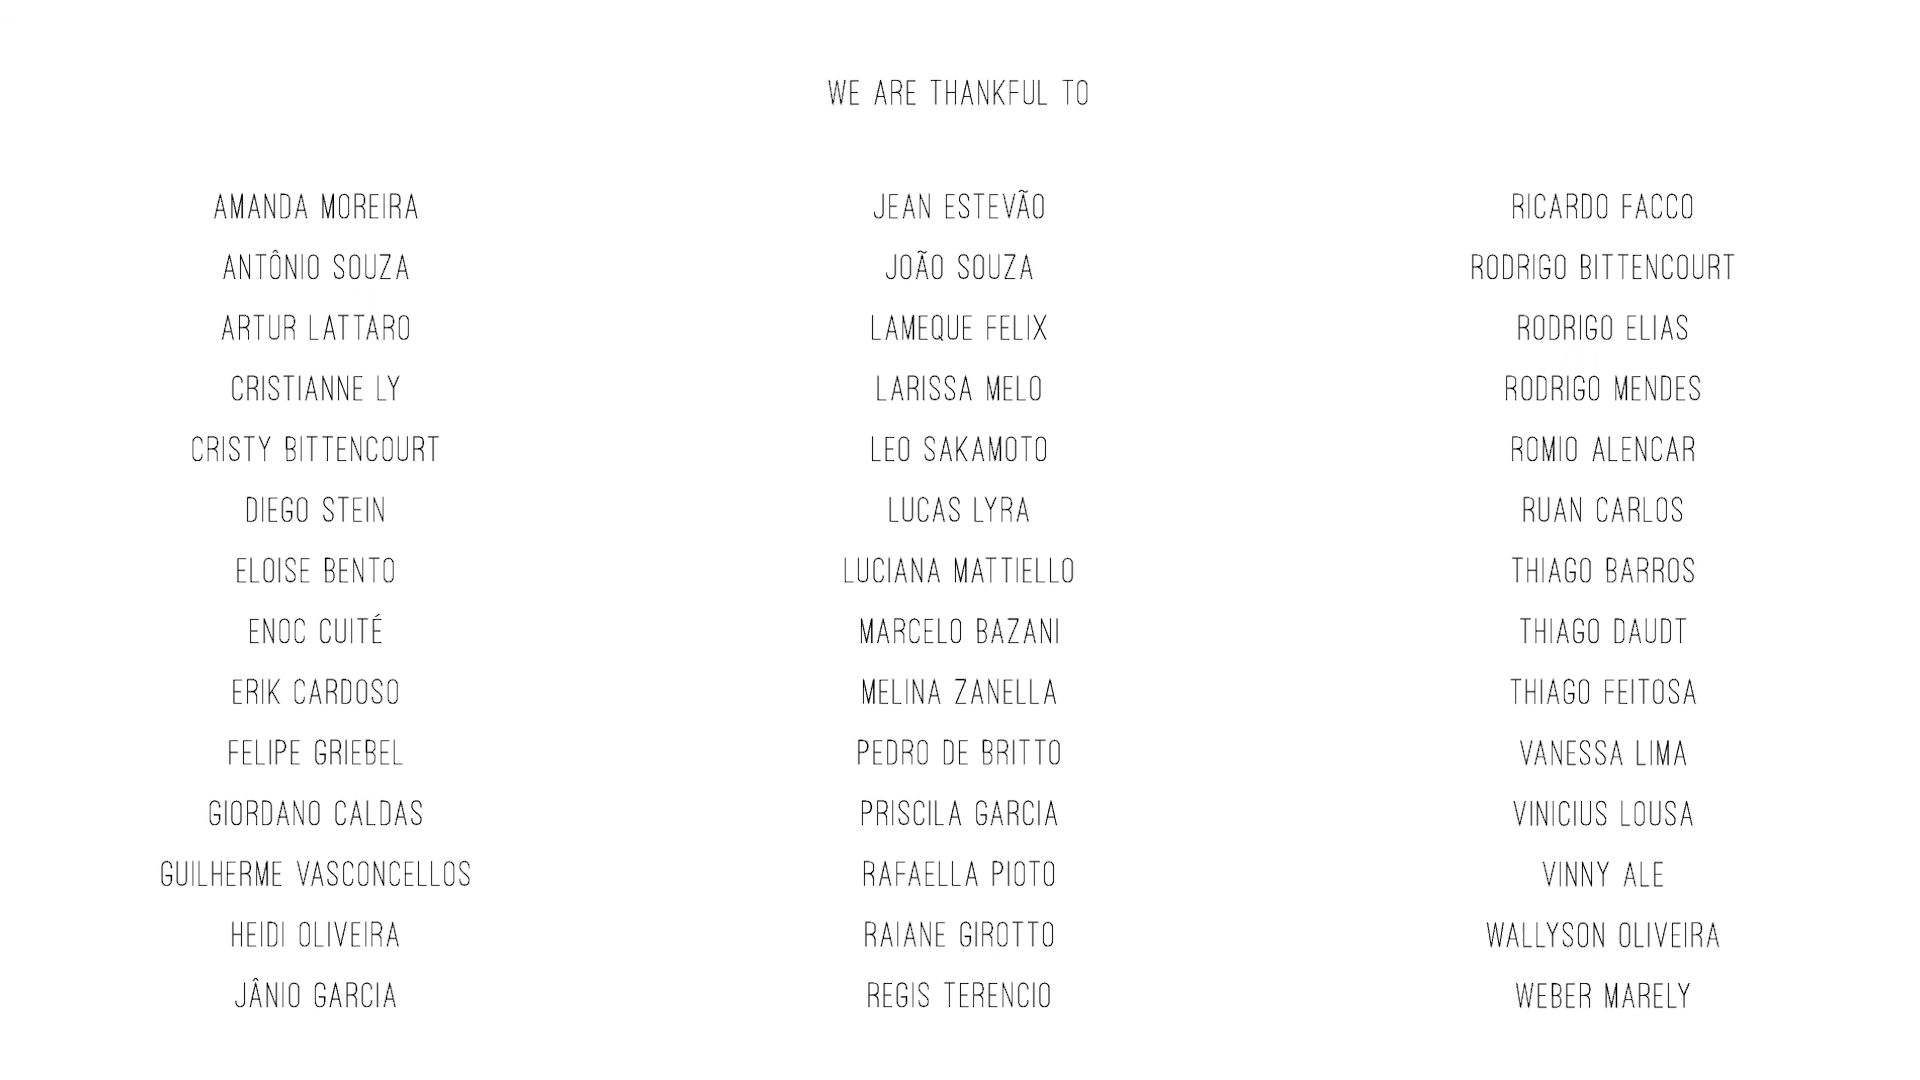 WE ARE THANKFUL TO
AMANDA MOREIRA
ANTÔNIO SOUZA
ARTUR LATTARO
CRISTIANNE LY
CRISTY BITTENCOURT
DIEGO STEIN
ELOISE BENTO
ENOC CUITÉ
ERIK CARDOSO
FELIPE GRIEBEL
GIORDANO CALDAS
GUILHERME VASCONCELLOS
HEIDI OLIVEIRA
JÂNIO GARCIA
JEAN ESTEVÃO
JOÃO SOUZA
LAMEQUE FELIX
LARISSA MELO
LEO SAKAMOTO
LUCAS LYRA
LUCIANA MATTIELLO
MARCELO BAZANI
MELINA ZANELLA
PEDRO DE BRITTO
PRISCILA GARCIA
RAFAELLA PIOTO
RAIANE GIROTTO
REGIS TERENCIO
RICARDO FACCO
RODRIGO BITTENCOURT
RODRIGO ELIAS
RODRIGO MENDES
ROMIO ALENCAR
RUAN CARLOS
THIAGO BARROS
THIAGO DAUDT
THIAGO FEITOSA
VANESSA LIMA
VINICIUS LOUSA
VINNY ALE
WALLYSON OLIVEIRA
WEBER MARELY